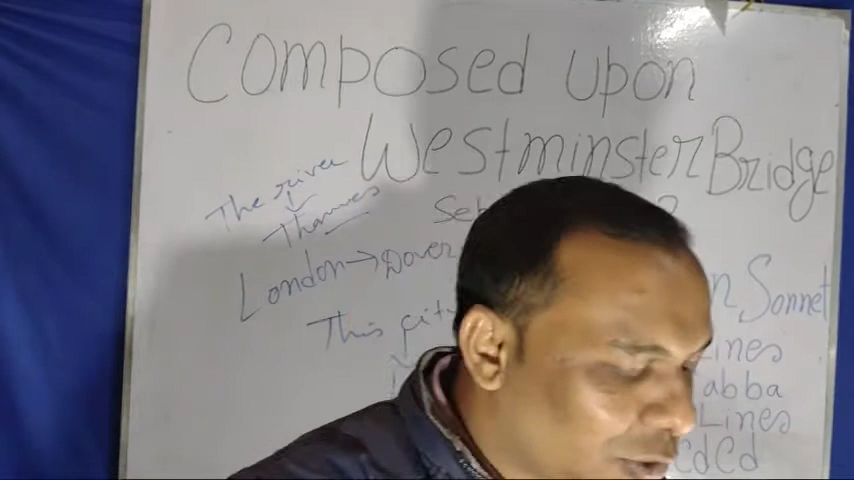 Composed upon
Westminster Bridge
The river
Thames
London → Dover
This city
Sonnet
Lines
abba
Lines
cdcd